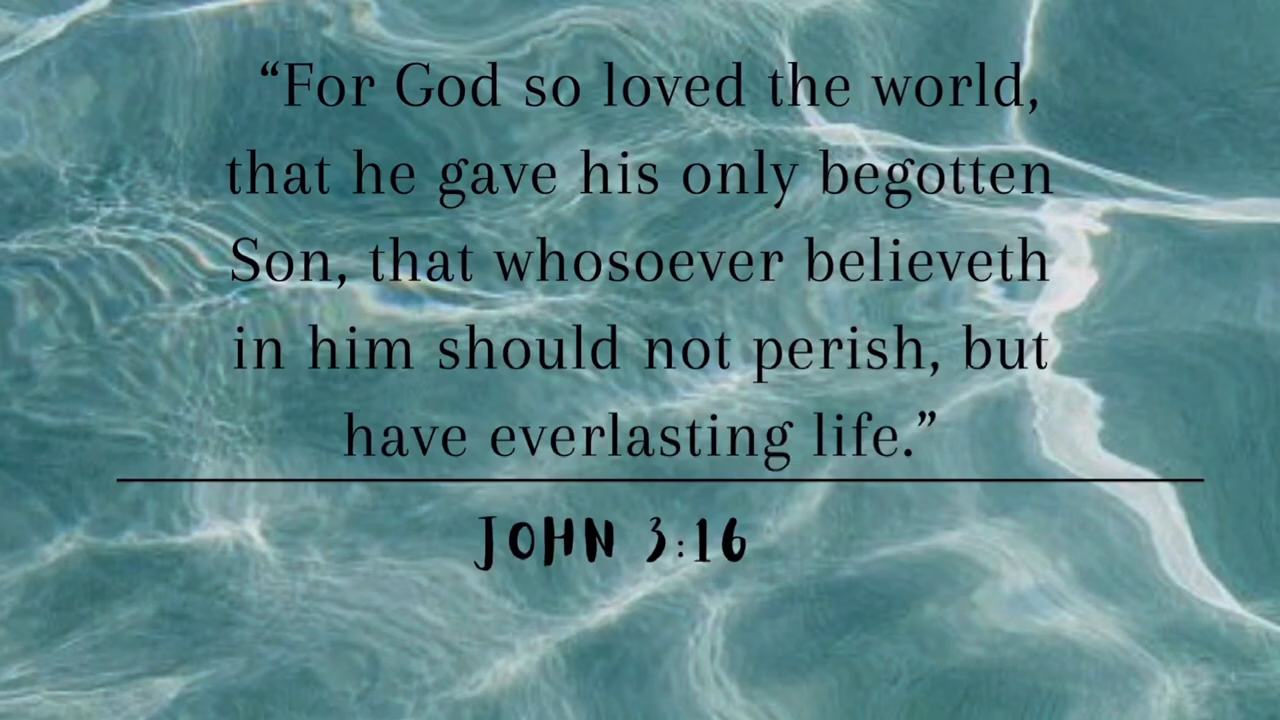 “For God so loved the world,
that he gave his only begotten
Son, that whosoever believeth
in him should not perish, but
have everlasting life.”
JOHN 3:16